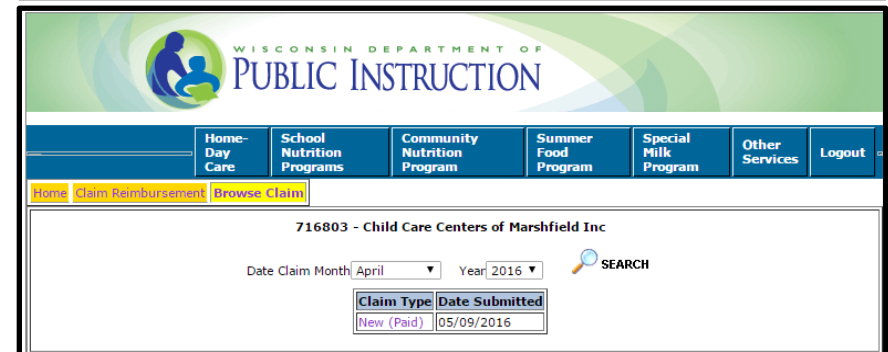 WISCONSIN DEPARTMENT OF
PUBLIC INSTRUCTION
Home-Day Care School Nutrition Programs Community Nutrition Program Summer Food Program Special Milk Program Other Services Logout
Home Claim Reimbursement Browse Claim
716803 - Child Care Centers of Marshfield Inc
Date Claim Month April Year 2016 SEARCH
Claim Type Date Submitted
New (Paid) 05/09/2016